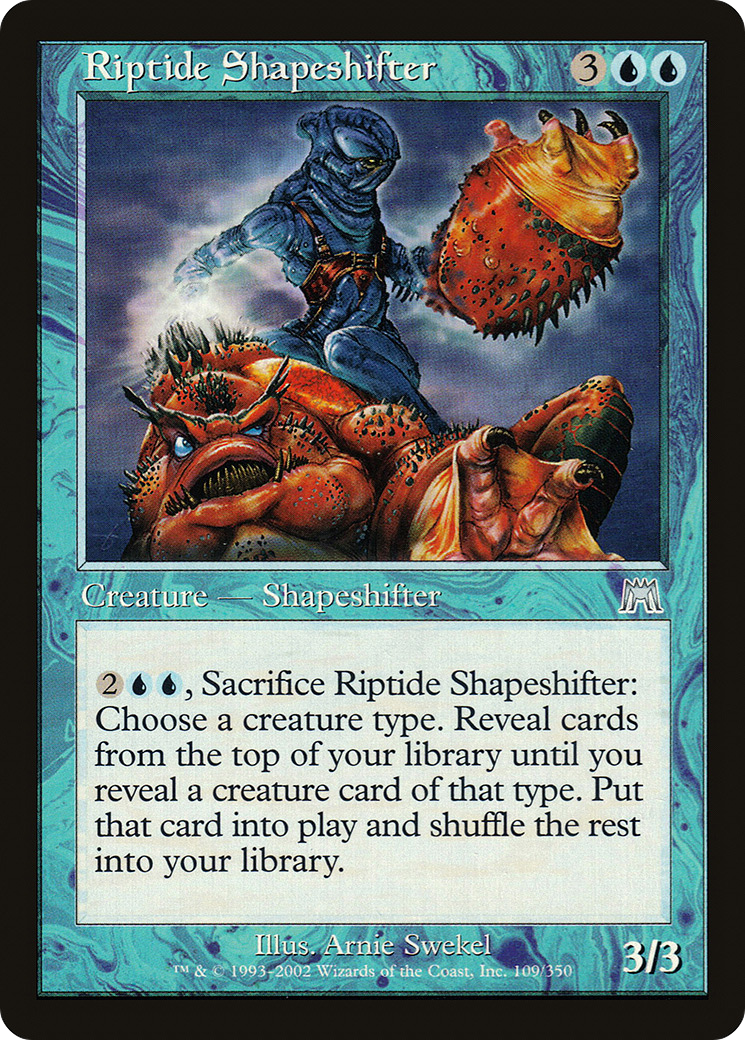 Riptide Shapeshifter 3
Creature — Shapeshifter
2, Sacrifice Riptide Shapeshifter:
Choose a creature type. Reveal cards
from the top of your library until you
reveal a creature card of that type. Put
that card into play and shuffle the rest
into your library.
Illus. Arnie Swekel
™ & © 1993-2002 Wizards of the Coast, Inc. 109/350
3/3